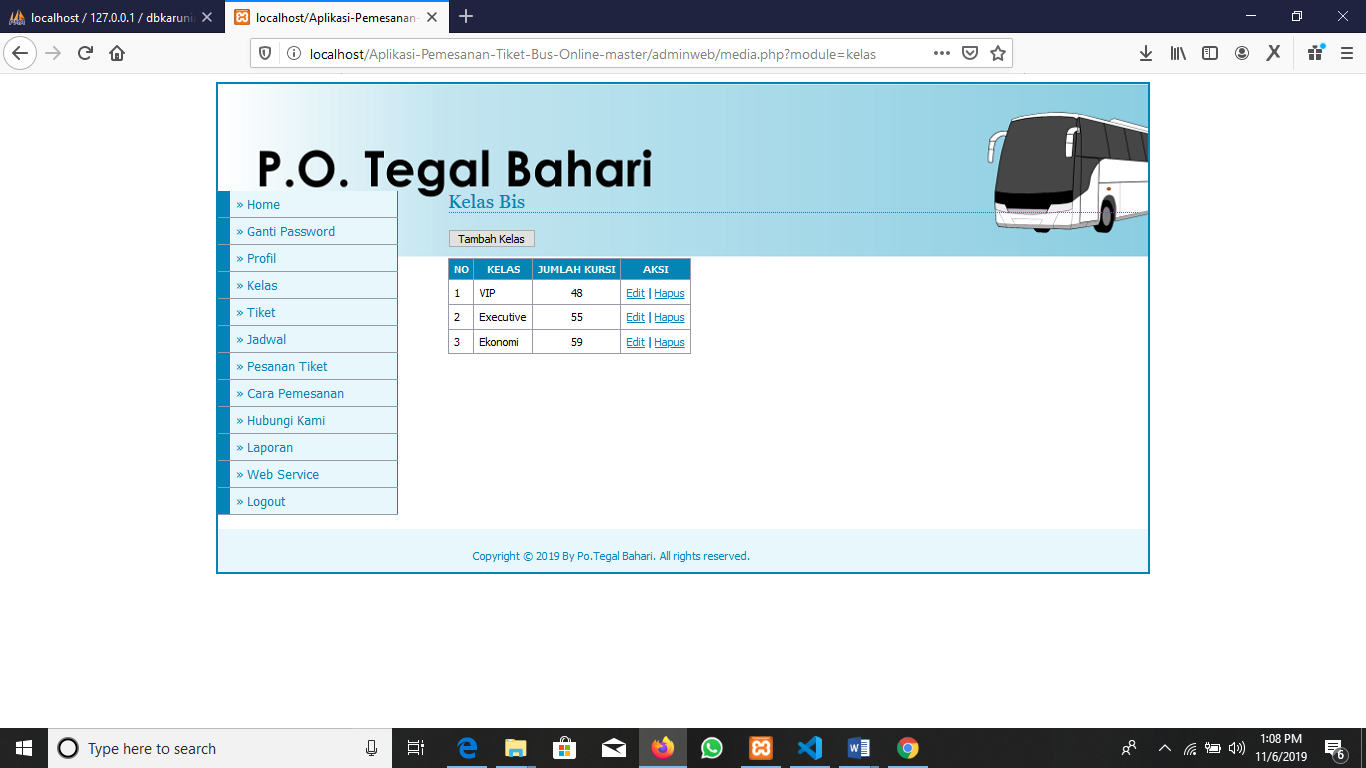 localhost / 127.0.0.1 / dbkaruni
localhost/Aplikasi-Pemesanan-
localhost/Aplikasi-Pemesanan-Tiket-Bus-Online-master/adminweb/media.php?module=kelas
P.O. Tegal Bahari
» Home
» Ganti Password
» Profil
» Kelas
» Tiket
» Jadwal
» Pesanan Tiket
» Cara Pemesanan
» Hubungi Kami
» Laporan
» Web Service
» Logout
Kelas Bis
Tambah Kelas
NO KELAS JUMLAH KURSI AKSI
1 VIP 48 Edit | Hapus
2 Executive 55 Edit | Hapus
3 Ekonomi 59 Edit | Hapus
Copyright © 2019 By Po.Tegal Bahari. All rights reserved.
Type here to search
1:08 PM
11/6/2019
6